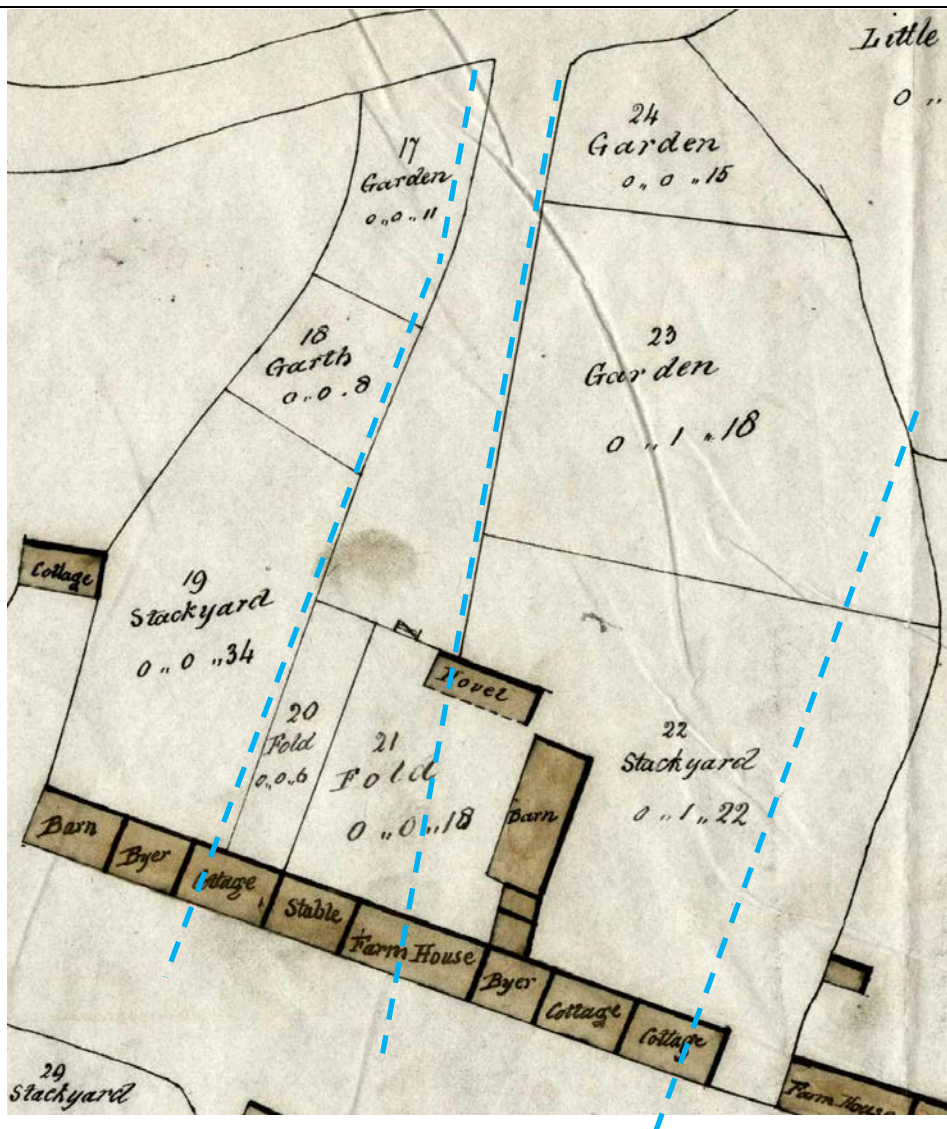 Little
0 "
24
Garden
0 " 0 " 15
17
Garden
0 " 0 " 11
18
Garth
0 " 0 . 8
23
Garden
0 " 1 " 18
Cottage
19
Stackyard
0 " 0 " 34
Hovel
20
Fold
0 " 0 " 6
21
Fold
0 " 0 " 18
22
Stackyard
0 " 1 " 22
Barn
Barn
Byer
Cottage
Stable
Farm House
Byer
Cottage
Cottage
29
Stackyard
Farm House